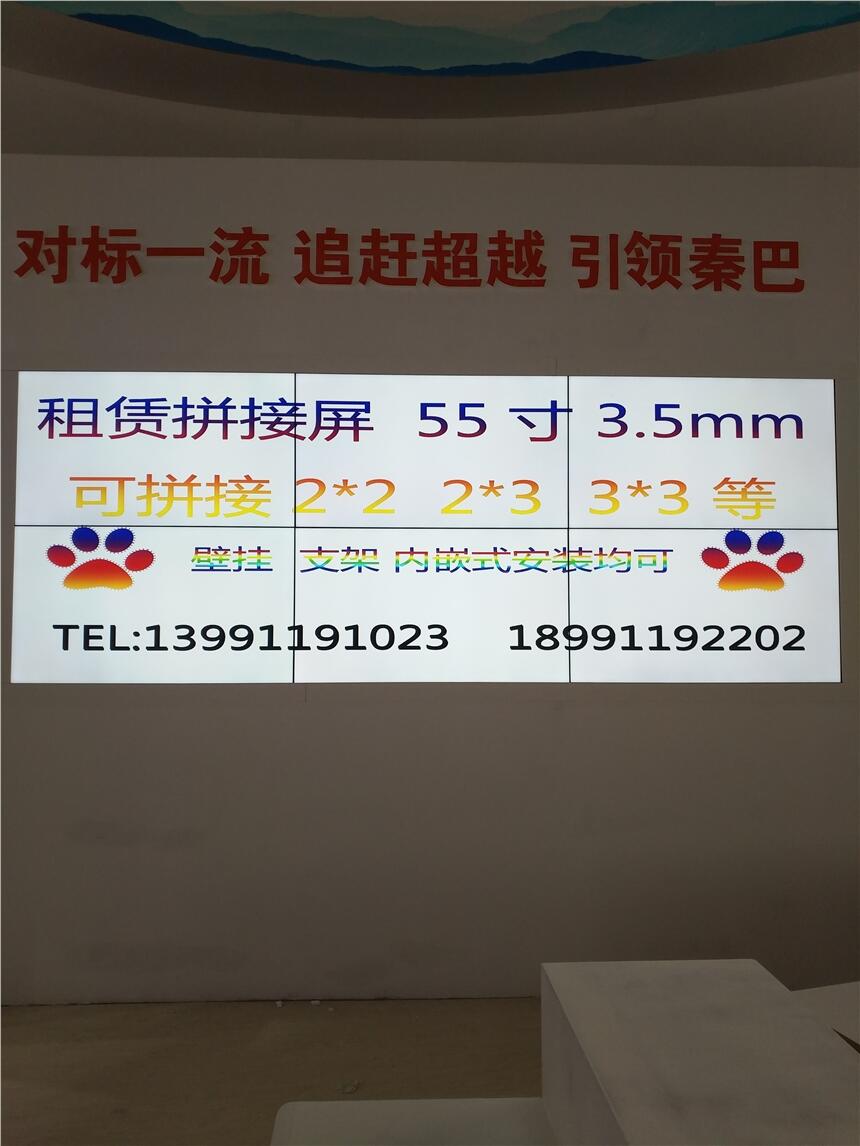 对标一流 追赶超越 引领秦巴
租赁拼接屏 55 寸 3.5mm
可拼接 2*2 2*3 3*3 等
壁挂 支架 内嵌式安装均可
TEL:13991191023 18991192202